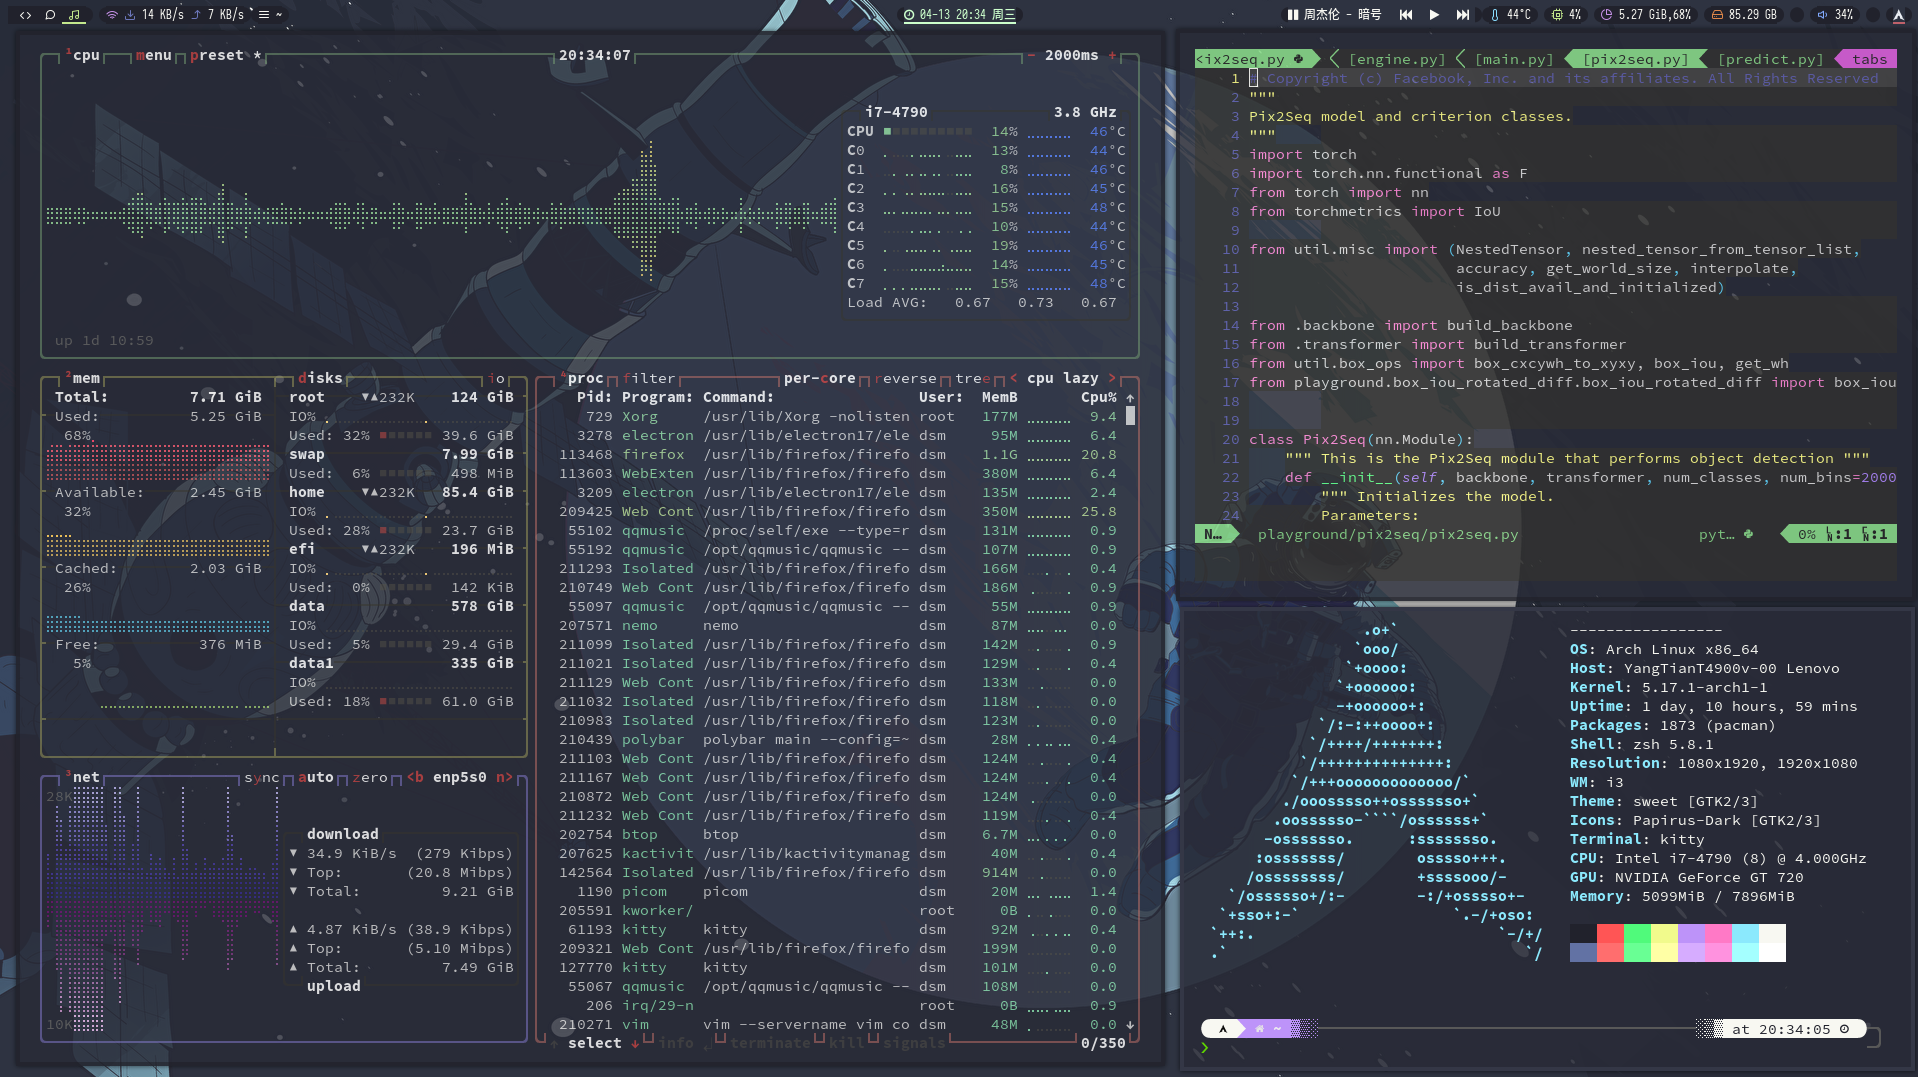 14 KB/s 7 KB/s ~
04-13 20:34 周三
周杰伦 - 暗号 44°C 4% 5.27 GiB,68% 85.29 GB 34%
1cpu menu preset * 20:34:07 - 2000ms +
i7-4790 3.8 GHz
CPU 14% 46°C
C0 13% 44°C
C1 8% 46°C
C2 16% 45°C
C3 15% 48°C
C4 10% 44°C
C5 19% 46°C
C6 14% 45°C
C7 15% 48°C
Load AVG: 0.67 0.73 0.67
up 1d 10:59
2mem
Total: 7.71 GiB
Used: 5.25 GiB
68%
Available: 2.45 GiB
32%
Cached: 2.03 GiB
26%
Free: 376 MiB
5%
disks io
root ▼▲232K 124 GiB
IO%
Used: 32% 39.6 GiB
swap 7.99 GiB
Used: 6% 498 MiB
home ▼▲232K 85.4 GiB
IO%
Used: 28% 23.7 GiB
efi ▼▲232K 196 MiB
IO%
Used: 0% 142 KiB
data 578 GiB
IO%
Used: 5% 29.4 GiB
data1 335 GiB
IO%
Used: 18% 61.0 GiB
3net sync auto zero <b enp5s0 n>
28K
download
▼ 34.9 KiB/s (279 Kibps)
▼ Top: (20.8 Mibps)
▼ Total: 9.21 GiB
▲ 4.87 KiB/s (38.9 Kibps)
▲ Top: (5.10 Mibps)
▲ Total: 7.49 GiB
upload
10K
4proc filter per-core reverse tree < cpu lazy >
Pid: Program: Command: User: MemB Cpu% ↑
729 Xorg /usr/lib/Xorg -nolisten root 177M 9.4
3278 electron /usr/lib/electron17/ele dsm 95M 6.4
113468 firefox /usr/lib/firefox/firefo dsm 1.1G 20.8
113603 WebExten /usr/lib/firefox/firefo dsm 380M 6.4
3209 electron /usr/lib/electron17/ele dsm 135M 2.4
209425 Web Cont /usr/lib/firefox/firefo dsm 350M 25.8
55102 qqmusic /proc/self/exe --type=r dsm 131M 0.9
55192 qqmusic /opt/qqmusic/qqmusic -- dsm 107M 0.9
211293 Isolated /usr/lib/firefox/firefo dsm 166M 0.4
210749 Web Cont /usr/lib/firefox/firefo dsm 186M 0.9
55097 qqmusic /opt/qqmusic/qqmusic -- dsm 55M 0.9
207571 nemo nemo dsm 87M 0.0
211099 Isolated /usr/lib/firefox/firefo dsm 142M 0.9
211021 Isolated /usr/lib/firefox/firefo dsm 129M 0.4
211129 Web Cont /usr/lib/firefox/firefo dsm 133M 0.0
211032 Isolated /usr/lib/firefox/firefo dsm 118M 0.0
210983 Isolated /usr/lib/firefox/firefo dsm 123M 0.0
210439 polybar polybar main --config=~ dsm 28M 0.4
211103 Web Cont /usr/lib/firefox/firefo dsm 124M 0.0
211167 Web Cont /usr/lib/firefox/firefo dsm 124M 0.0
210872 Web Cont /usr/lib/firefox/firefo dsm 124M 0.0
211232 Web Cont /usr/lib/firefox/firefo dsm 119M 0.4
202754 btop btop dsm 6.7M 0.0
207625 kactivit /usr/lib/kactivitymanag dsm 40M 0.4
142564 Isolated /usr/lib/firefox/firefo dsm 914M 0.0
1190 picom picom dsm 20M 1.4
205591 kworker/ root 0B 0.0
61193 kitty kitty dsm 92M 0.4
209321 Web Cont /usr/lib/firefox/firefo dsm 199M 0.0
127770 kitty kitty dsm 101M 0.0
55067 qqmusic /opt/qqmusic/qqmusic -- dsm 108M 0.0
206 irq/29-n root 0B 0.9
210271 vim vim --servername vim co dsm 48M 0.0 ↓
↑ select ↓ info ↲ terminate kill signals 0/350
<ix2seq.py [engine.py] [main.py] [pix2seq.py] [predict.py] tabs
1 # Copyright (c) Facebook, Inc. and its affiliates. All Rights Reserved
2 """
3 Pix2Seq model and criterion classes.
4 """
5 import torch
6 import torch.nn.functional as F
7 from torch import nn
8 from torchmetrics import IoU
9
10 from util.misc import (NestedTensor, nested_tensor_from_tensor_list,
11 accuracy, get_world_size, interpolate,
12 is_dist_avail_and_initialized)
13
14 from .backbone import build_backbone
15 from .transformer import build_transformer
16 from util.box_ops import box_cxcywh_to_xyxy, box_iou, get_wh
17 from playground.box_iou_rotated_diff.box_iou_rotated_diff import box_iou
18
19
20 class Pix2Seq(nn.Module):
21 """ This is the Pix2Seq module that performs object detection """
22 def __init__(self, backbone, transformer, num_classes, num_bins=2000
23 """ Initializes the model.
24 Parameters:
N… playground/pix2seq/pix2seq.py pyt… 0% LN:1 CN:1
.o+`
`ooo/
`+oooo:
`+oooooo:
-+oooooo+:
`/:-:++oooo+:
`/++++/+++++++:
`/++++++++++++++:
`/+++ooooooooooooo/`
./ooosssso++osssssso+`
.oossssso-````/ossssss+`
-osssssso. :ssssssso.
:osssssss/ osssso+++.
/ossssssss/ +ssssooo/-
`/ossssso+/:- -:/+osssso+-
`+sso+:-` `.-/+oso:
`++:. `-/+/
.` `/
-----------------
OS: Arch Linux x86_64
Host: YangTianT4900v-00 Lenovo
Kernel: 5.17.1-arch1-1
Uptime: 1 day, 10 hours, 59 mins
Packages: 1873 (pacman)
Shell: zsh 5.8.1
Resolution: 1080x1920, 1920x1080
WM: i3
Theme: sweet [GTK2/3]
Icons: Papirus-Dark [GTK2/3]
Terminal: kitty
CPU: Intel i7-4790 (8) @ 4.000GHz
GPU: NVIDIA GeForce GT 720
Memory: 5099MiB / 7896MiB
~ at 20:34:05
❯